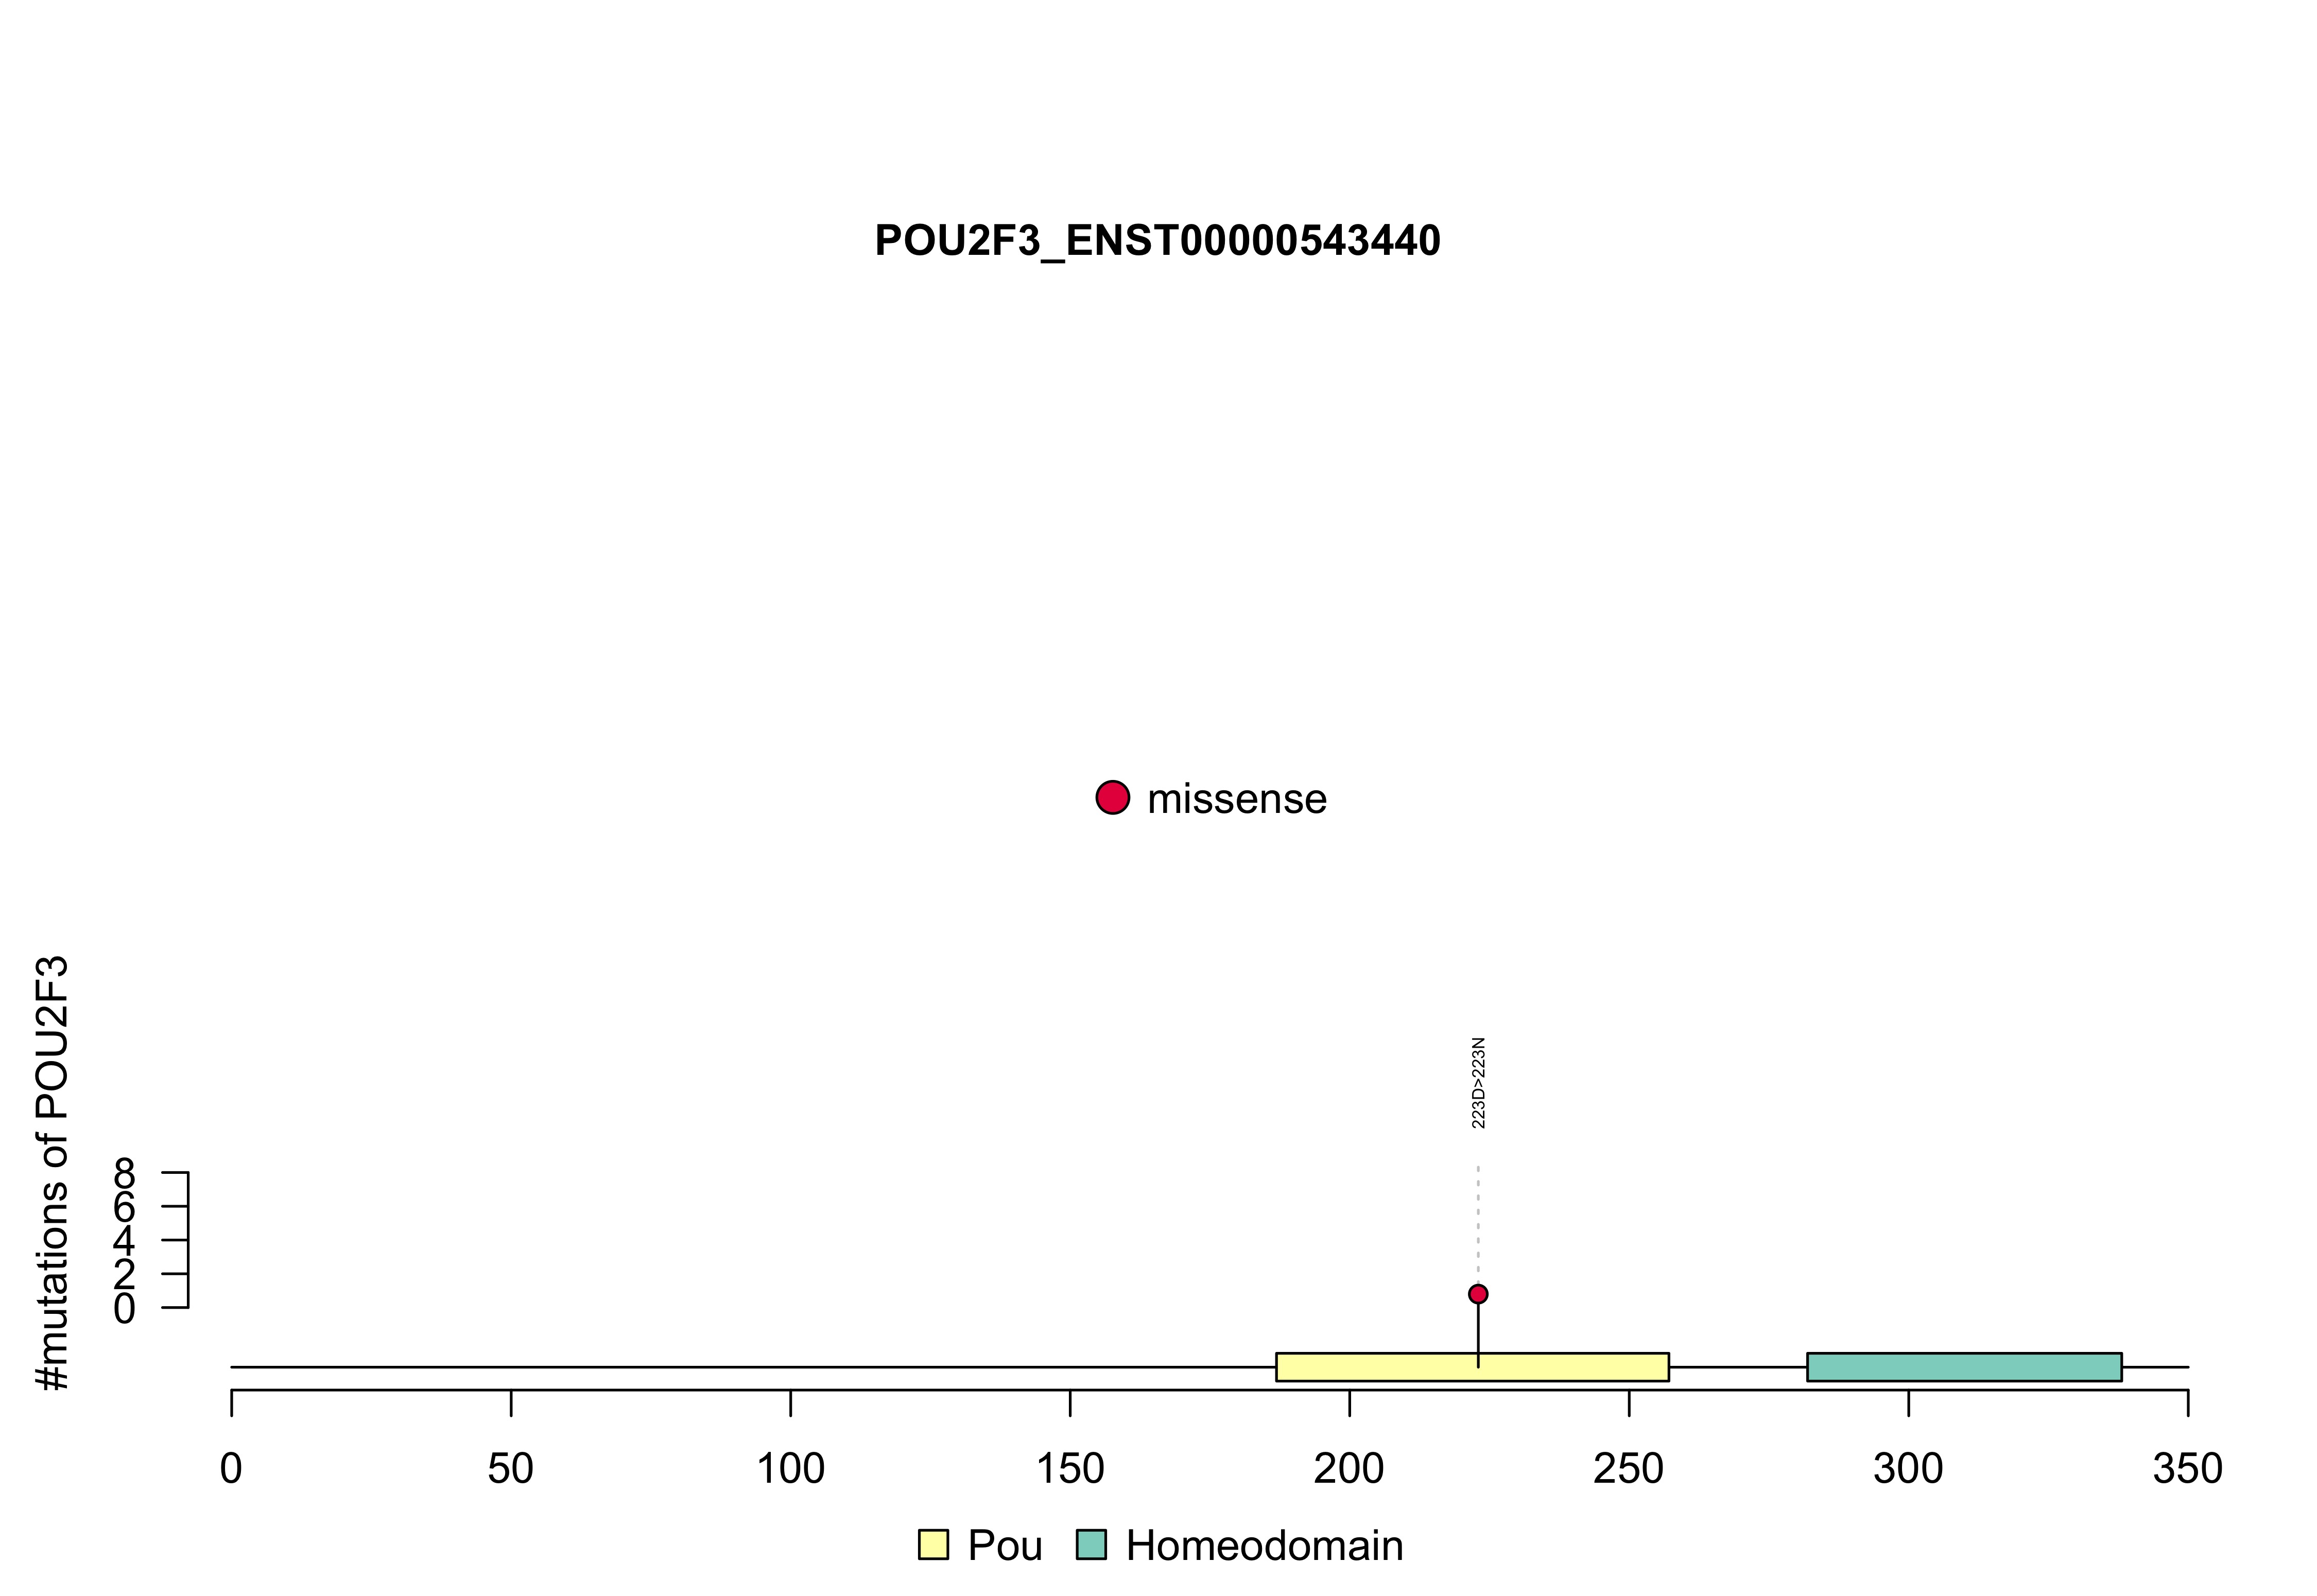 POU2F3_ENST00000543440
missense
#mutations of POU2F3
223D>223N
8
6
4
2
0
0 50 100 150 200 250 300 350
Pou Homeodomain